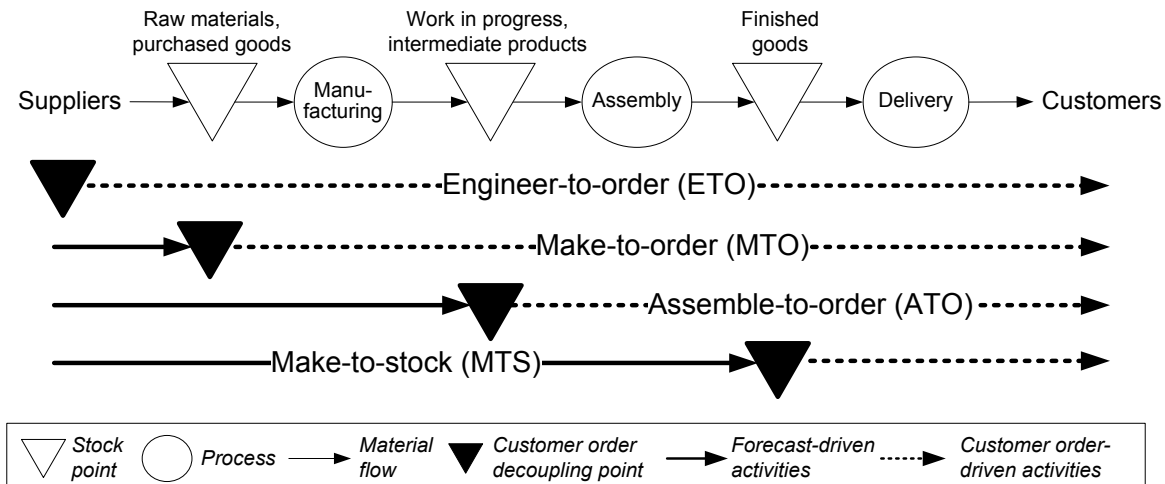 Raw materials,
purchased goods
Work in progress,
intermediate products
Finished
goods
Suppliers
Manu-
facturing
Assembly
Delivery
Customers
Engineer-to-order (ETO)
Make-to-order (MTO)
Assemble-to-order (ATO)
Make-to-stock (MTS)
Stock
point
Process
Material
flow
Customer order
decoupling point
Forecast-driven
activities
Customer order-
driven activities